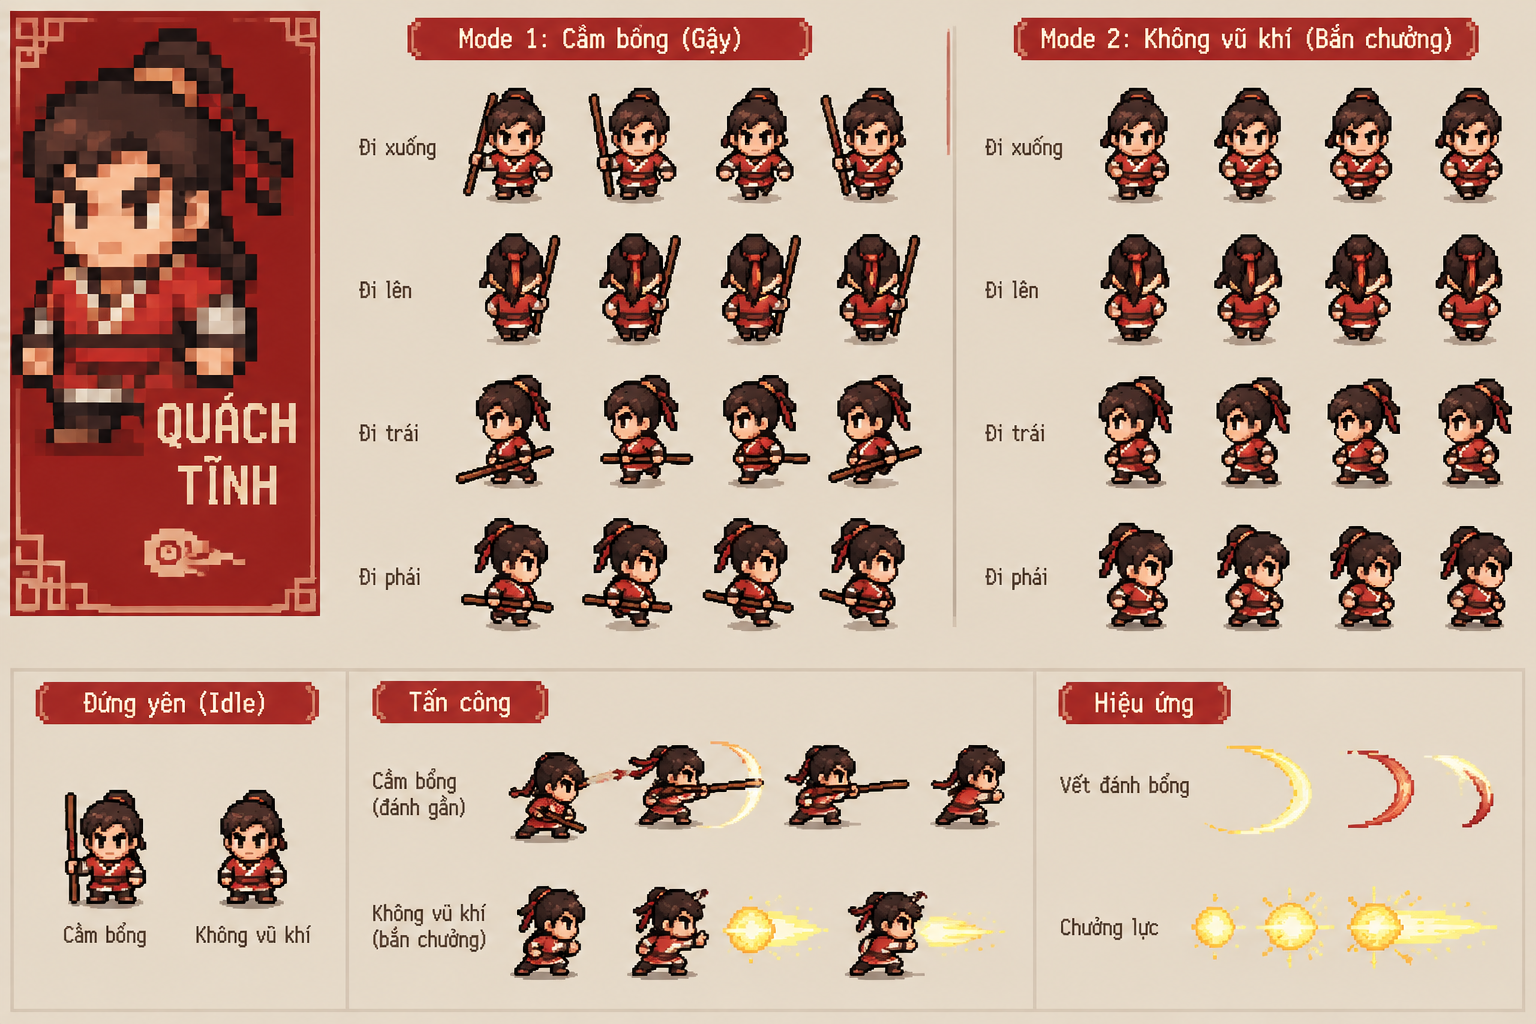 QUÁCH
TĨNH
Mode 1: Cầm bổng (Gậy)
Đi xuống
Đi lên
Đi trái
Đi phái
Mode 2: Không vũ khí (Bắn chưởng)
Đi xuống
Đi lên
Đi trái
Đi phái
Đứng yên (Idle)
Cầm bổng
Không vũ khí
Tấn công
Cầm bổng
(đánh gần)
Không vũ khí
(bắn chưởng)
Hiệu ứng
Vết đánh bổng
Chưởng lực